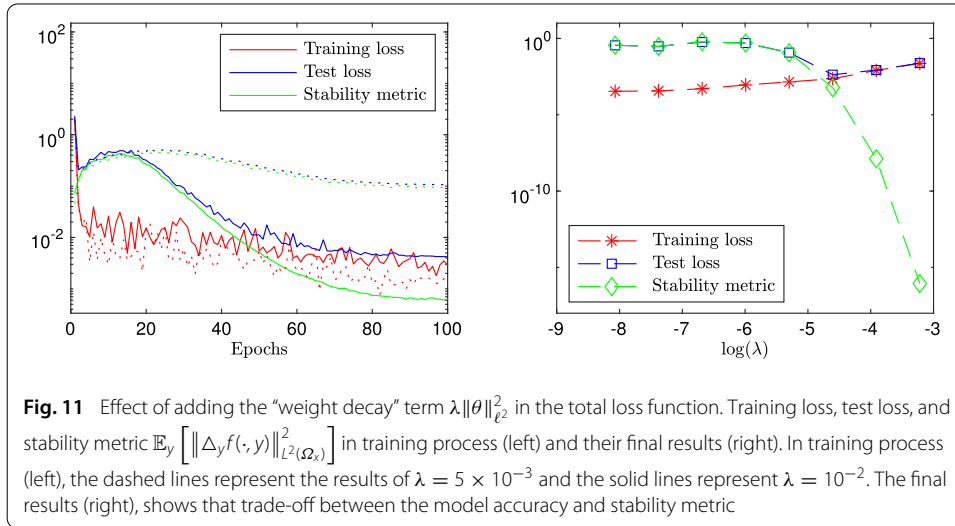 10^2
10^0
10^-2
0
20
40
60
80
100
Epochs
Training loss
Test loss
Stability metric
10^0
10^-10
-9
-8
-7
-6
-5
-4
-3
log(λ)
Training loss
Test loss
Stability metric
Fig. 11 Effect of adding the “weight decay” term λ‖θ‖²_ℓ² in the total loss function. Training loss, test loss, and
stability metric 𝔼_y [‖△_y f(·, y)‖²_L²(Ω_x)] in training process (left) and their final results (right). In training process
(left), the dashed lines represent the results of λ = 5 × 10^−3 and the solid lines represent λ = 10^−2. The final
results (right), shows that trade-off between the model accuracy and stability metric